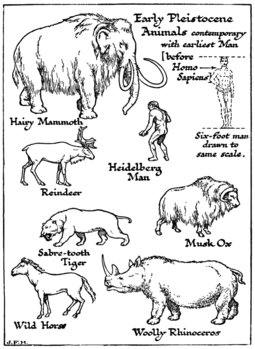 Early Pleistocene
Animals contemporary
with earliest Man
[before
Homo
Sapiens]
Hairy Mammoth
Six-foot man
drawn to
same scale.
Reindeer
Heidelberg
Man
Sabre-tooth
Tiger
Musk Ox
Wild Horse
Woolly Rhinoceros
J.F.H.